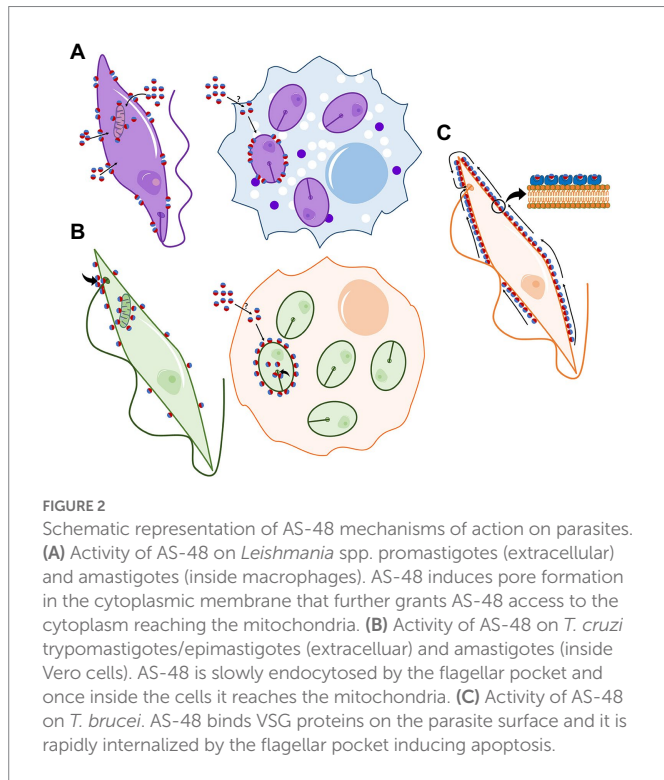 A
?
C
B
?
FIGURE 2
Schematic representation of AS-48 mechanisms of action on parasites.
(A) Activity of AS-48 on Leishmania spp. promastigotes (extracellular)
and amastigotes (inside macrophages). AS-48 induces pore formation
in the cytoplasmic membrane that further grants AS-48 access to the
cytoplasm reaching the mitochondria. (B) Activity of AS-48 on T. cruzi
trypomastigotes/epimastigotes (extracelluar) and amastigotes (inside
Vero cells). AS-48 is slowly endocytosed by the flagellar pocket and
once inside the cells it reaches the mitochondria. (C) Activity of AS-48
on T. brucei. AS-48 binds VSG proteins on the parasite surface and it is
rapidly internalized by the flagellar pocket inducing apoptosis.